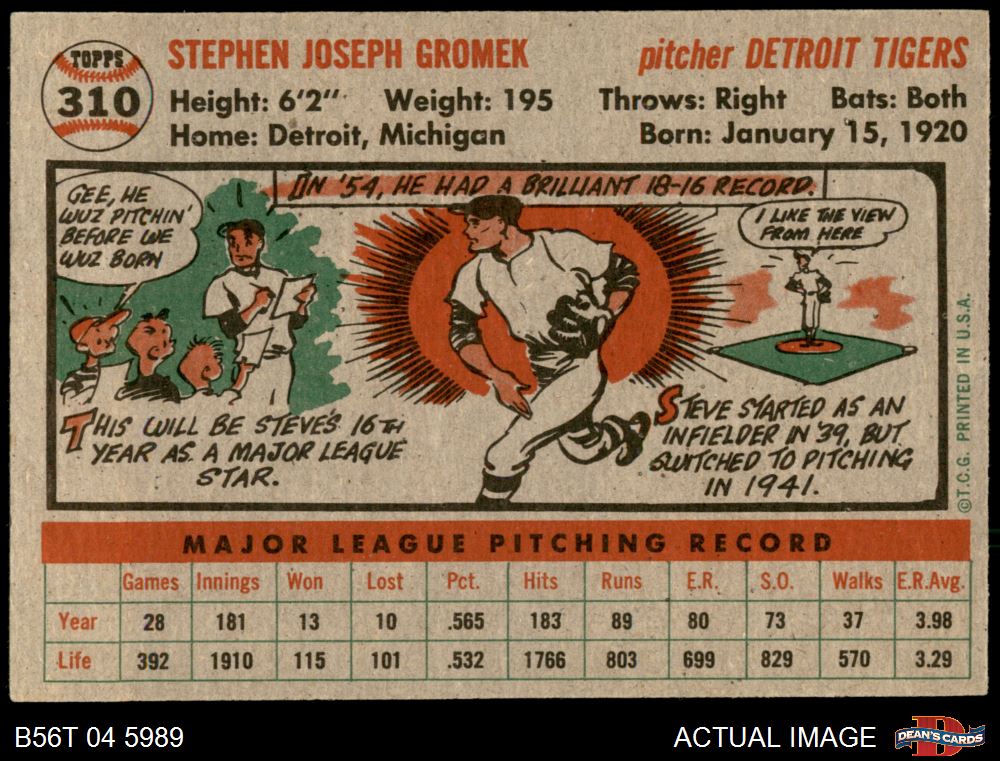 TOPPS
310
STEPHEN JOSEPH GROMEK
pitcher DETROIT TIGERS
Height: 6'2" Weight: 195 Throws: Right Bats: Both
Home: Detroit, Michigan Born: January 15, 1920
GEE, HE
WUZ PITCHIN'
BEFORE WE
WUZ BORN
IN '54, HE HAD A BRILLIANT 18-16 RECORD.
I LIKE THE VIEW
FROM HERE
THIS WILL BE STEVE'S 16TH
YEAR AS A MAJOR LEAGUE
STAR.
STEVE STARTED AS AN
INFIELDER IN '39, BUT
SWITCHED TO PITCHING
IN 1941.
©T.C.G. PRINTED IN U.S.A.
MAJOR LEAGUE PITCHING RECORD
Games Innings Won Lost Pct. Hits Runs E.R. S.O. Walks E.R.Avg.
Year 28 181 13 10 .565 183 89 80 73 37 3.98
Life 392 1910 115 101 .532 1766 803 699 829 570 3.29
B56T 04 5989
ACTUAL IMAGE
DEAN'S CARDS